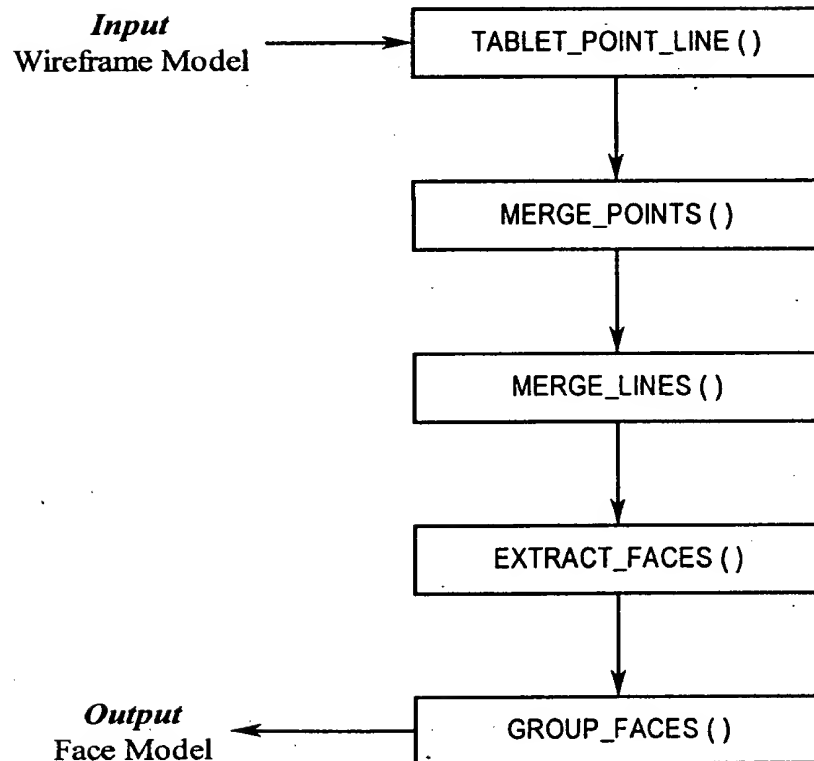 Input
Wireframe Model
TABLET_POINT_LINE ( )
MERGE_POINTS ( )
MERGE_LINES ( )
EXTRACT_FACES ( )
GROUP_FACES ( )
Output
Face Model